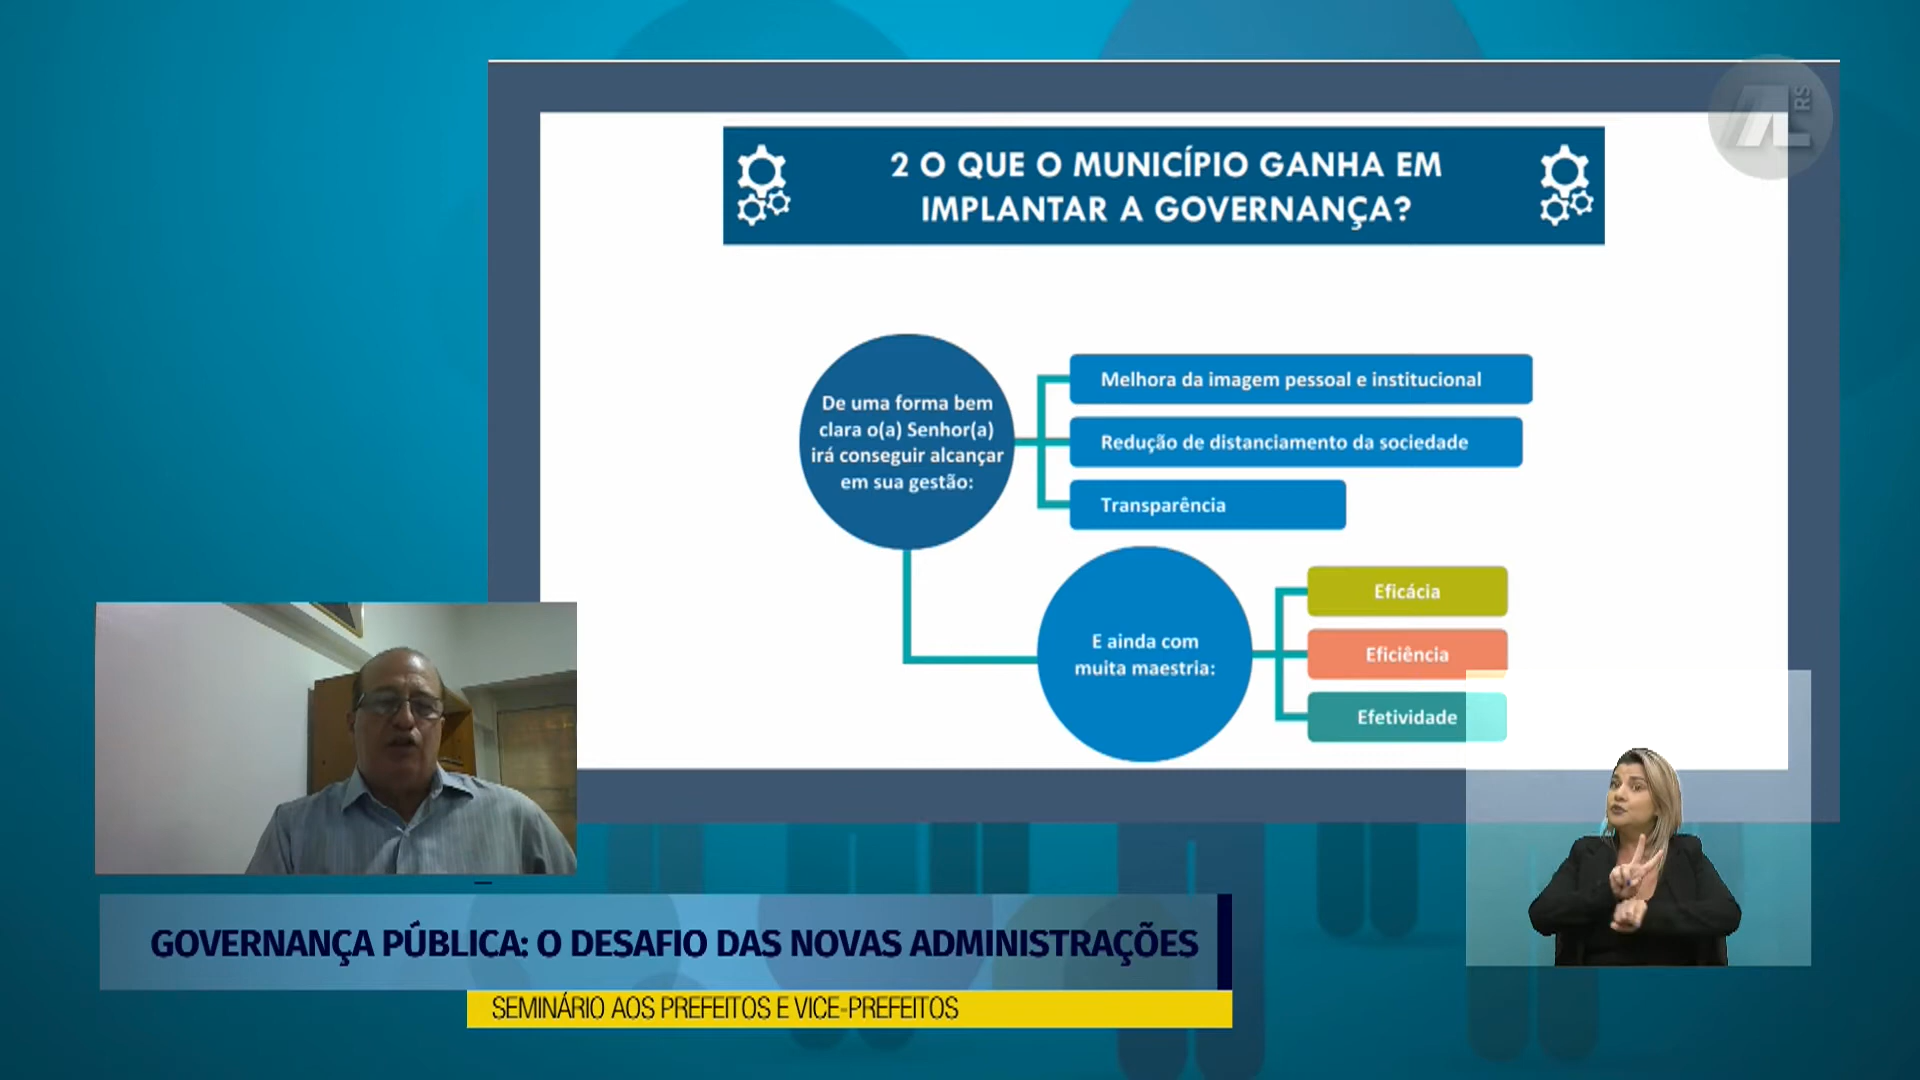 RS
2 O QUE O MUNICÍPIO GANHA EM
IMPLANTAR A GOVERNANÇA?
De uma forma bem
clara o(a) Senhor(a)
irá conseguir alcançar
em sua gestão:
Melhora da imagem pessoal e institucional
Redução de distanciamento da sociedade
Transparência
E ainda com
muita maestria:
Eficácia
Eficiência
Efetividade
GOVERNANÇA PÚBLICA: O DESAFIO DAS NOVAS ADMINISTRAÇÕES
SEMINÁRIO AOS PREFEITOS E VICE-PREFEITOS